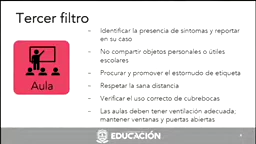 Tercer filtro
Aula
- Identificar la presencia de síntomas y reportar
en su caso
- No compartir objetos personales o útiles
escolares
- Procurar y promover el estornudo de etiqueta
- Respetar la sana distancia
- Verificar el uso correcto de cubrebocas
- Las aulas deben tener ventilación adecuada;
mantener ventanas y puertas abiertas
EDUCACIÓN